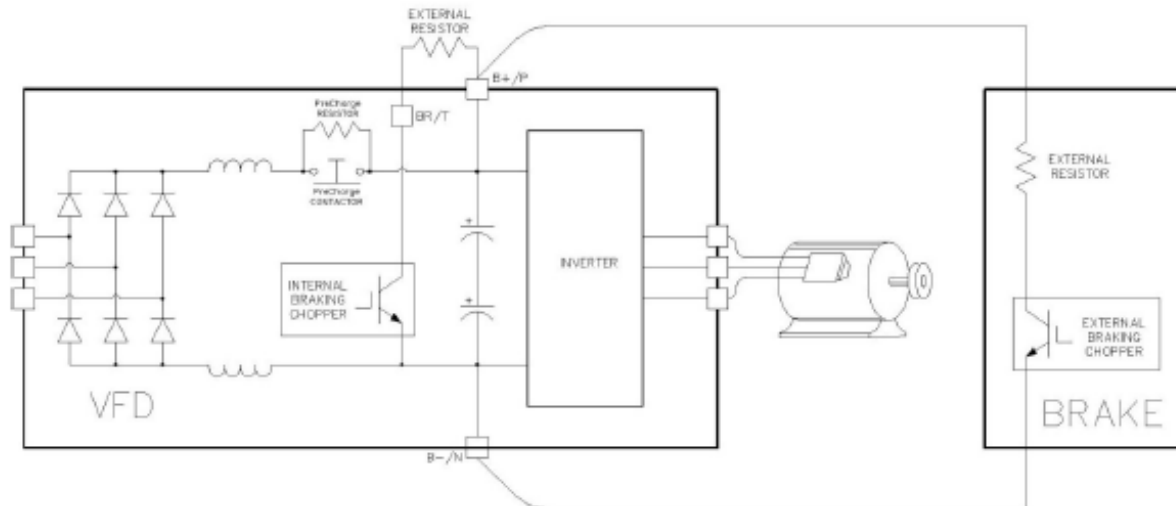 EXTERNAL
RESISTOR
B+/P
PreCharge
RESISTOR
BR/T
PreCharge
CONTACTOR
EXTERNAL
RESISTOR
INTERNAL
BRAKING
CHOPPER
INVERTER
EXTERNAL
BRAKING
CHOPPER
VFD
BRAKE
B-/N